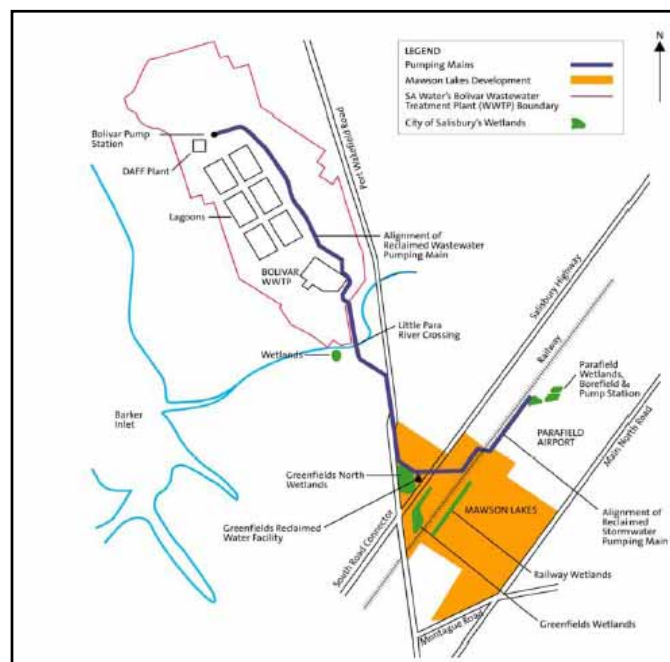 N
LEGEND
Pumping Mains
Mawson Lakes Development
SA Water's Bolivar Wastewater
Treatment Plant (WWTP) Boundary
City of Salisbury's Wetlands
Bolivar Pump
Station
DAFF Plant
Port Wakefield Road
Lagoons
Alignment of
Reclaimed Wastewater
Pumping Main
BOLIVAR
WWTP
Salisbury Highway
Little Para
River Crossing
Railway
Wetlands
Parafield
Wetlands,
Borefield &
Pump Station
Barker
Inlet
PARAFIELD
AIRPORT
Main North Road
Greenfields North
Wetlands
MAWSON LAKES
Alignment of
Reclaimed
Stormwater
Pumping Main
Greenfields Reclaimed
Water Facility
South Road Connector
Railway Wetlands
Greenfields Wetlands
Montague Road